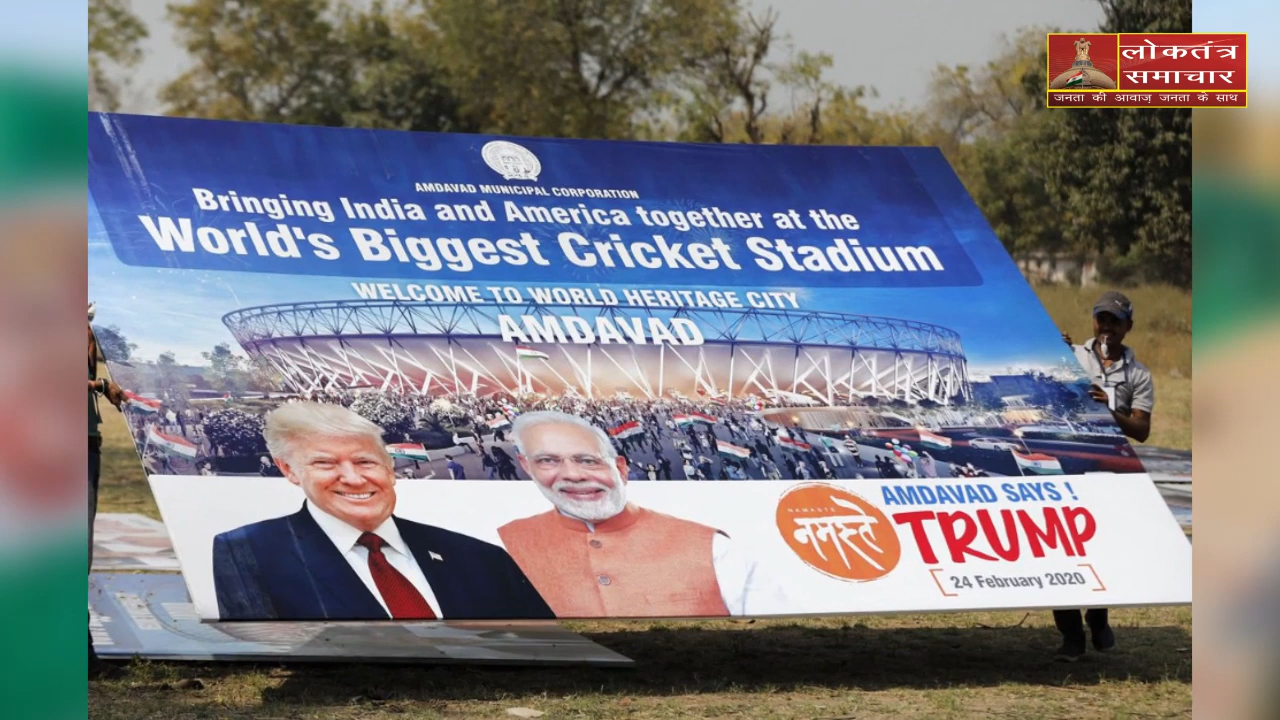 लोकतंत्र
समाचार
जनता की आवाज़ जनता के साथ
AMDAVAD MUNICIPAL CORPORATION
Bringing India and America together at the
World's Biggest Cricket Stadium
WELCOME TO WORLD HERITAGE CITY
AMDAVAD
NAMASTE
नमस्ते
AMDAVAD SAYS !
TRUMP
24 February 2020